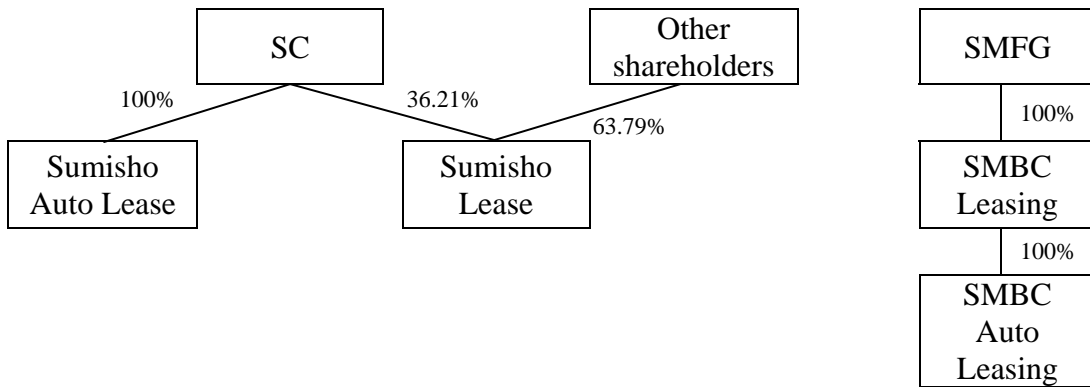 SC
Other
shareholders
SMFG
100%
36.21%
63.79%
100%
Sumisho
Auto Lease
Sumisho
Lease
SMBC
Leasing
100%
SMBC
Auto
Leasing